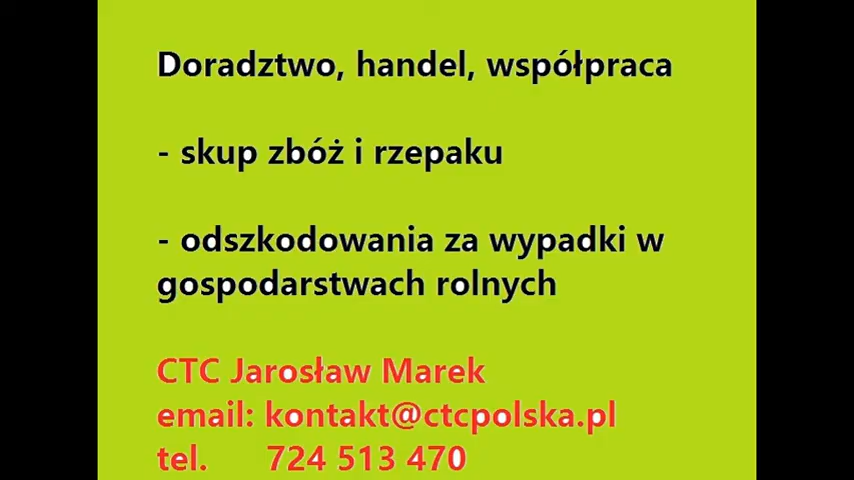 Doradztwo, handel, współpraca
- skup zbóż i rzepaku
- odszkodowania za wypadki w
gospodarstwach rolnych
CTC Jarosław Marek
email: kontakt@ctcpolska.pl
tel. 724 513 470